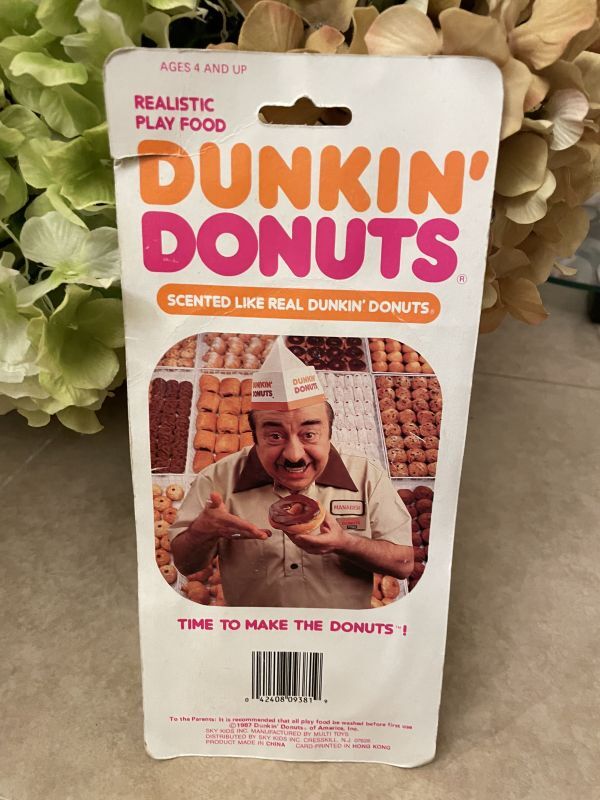 AGES 4 AND UP
REALISTIC
PLAY FOOD
DUNKIN'
DONUTS®
SCENTED LIKE REAL DUNKIN' DONUTS®
DUNKIN'
DONUTS
MANAGER
TIME TO MAKE THE DONUTS™!
0 42408 09381 9
To the Parents: It is recommended that all play food be washed before first use
©1987 Dunkin' Donuts of America, Inc.
SKY KIDS INC. MANUFACTURED BY MULTI TOYS
DISTRIBUTED BY SKY KIDS INC. CRESSKILL, N.J. 07626
PRODUCT MADE IN CHINA CARD PRINTED IN HONG KONG